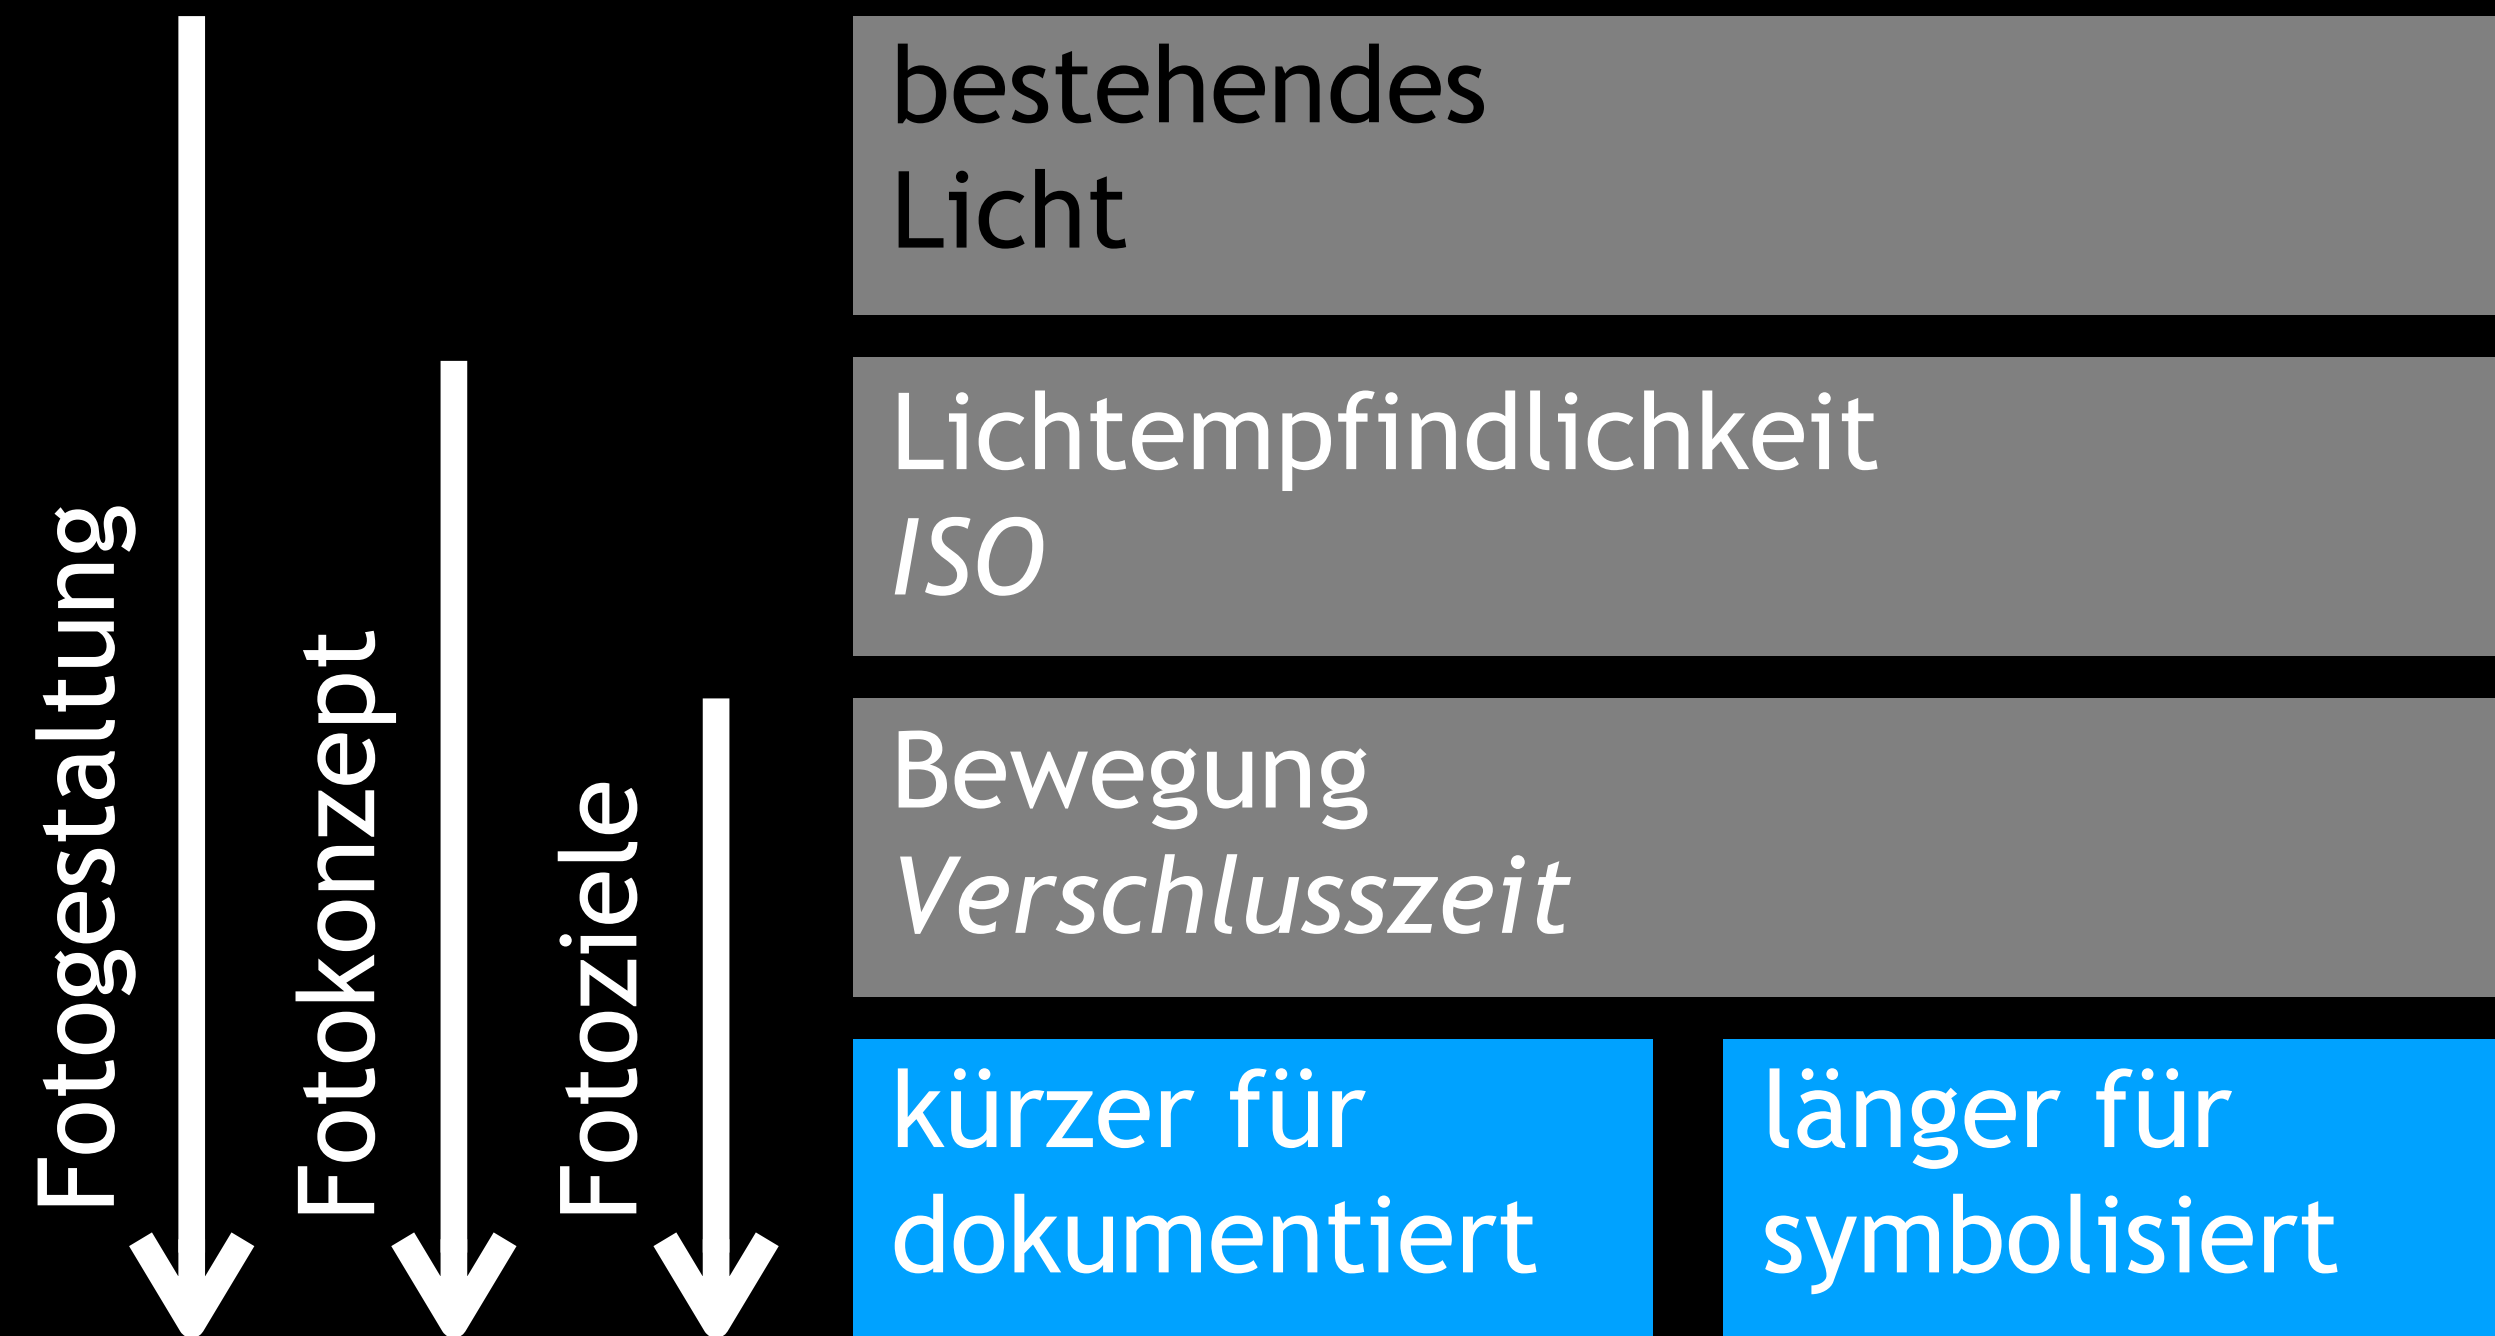 Fotogestaltung
Fotokonzept
Fotoziele
bestehendes
Licht
Lichtempfindlichkeit
ISO
Bewegung
Verschlusszeit
kürzer für
dokumentiert
länger für
symbolisiert